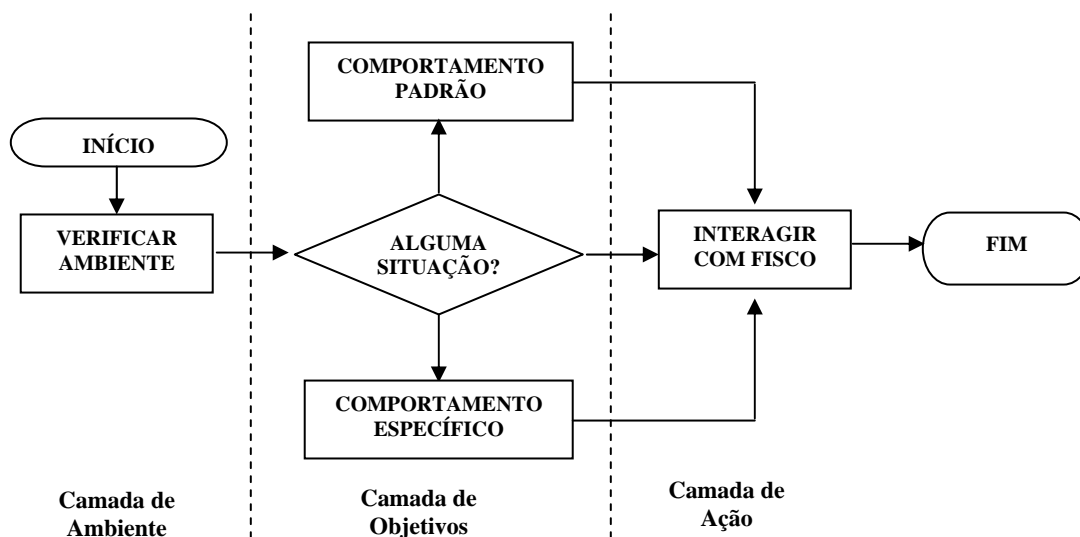 COMPORTAMENTO
PADRÃO
INÍCIO
VERIFICAR
AMBIENTE
ALGUMA
SITUAÇÃO?
INTERAGIR
COM FISCO
FIM
COMPORTAMENTO
ESPECÍFICO
Camada de
Ambiente
Camada de
Objetivos
Camada de
Ação